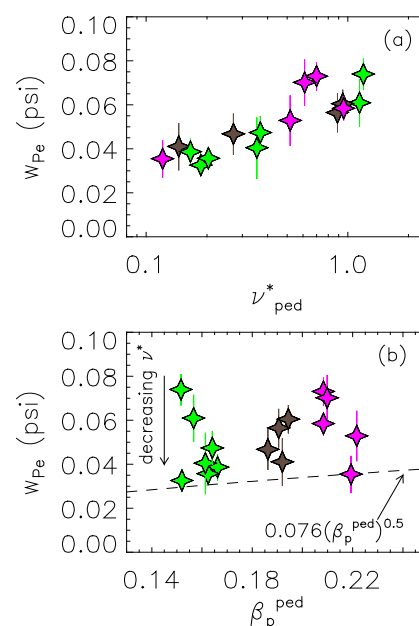 (a)
w_Pe (psi)
0.10
0.08
0.06
0.04
0.02
0.00
0.1 1.0
ν*_ped
(b)
w_Pe (psi)
0.10
0.08
0.06
0.04
0.02
0.00
decreasing ν*
0.076(β_p^ped)^0.5
0.14 0.18 0.22
β_p^ped